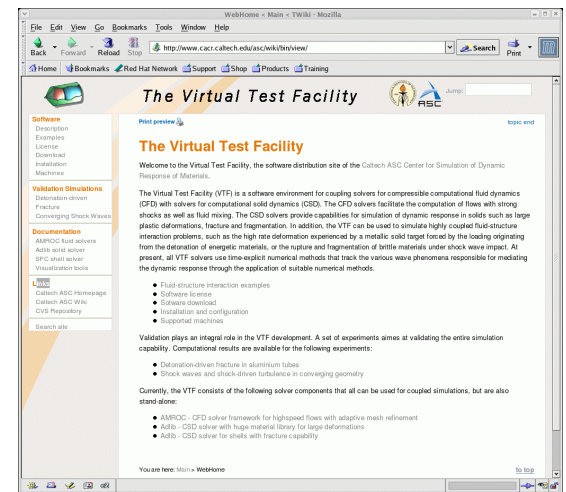 WebHome < Main < TWiki - Mozilla
File Edit View Go Bookmarks Tools Window Help
Back Forward Reload Stop http://www.cacr.caltech.edu/asc/wiki/bin/view/ Search Print
Home Bookmarks Red Hat Network Support Shop Products Training
The Virtual Test Facility ASC Jump:
Software
Description
Examples
License
Download
Installation
Machines
Validation Simulations
Detonation-driven
Fracture
Converging Shock Waves
Documentation
AMROC fluid solvers
Adlib solid solver
SFC shell solver
Visualization tools
Links
Caltech ASC Homepage
Caltech ASC Wiki
CVS Repository
Search site
Print preview topic end
The Virtual Test Facility
Welcome to the Virtual Test Facility, the software distribution site of the Caltech ASC Center for Simulation of Dynamic
Response of Materials.
The Virtual Test Facility (VTF) is a software environment for coupling solvers for compressible computational fluid dynamics
(CFD) with solvers for computational solid dynamics (CSD). The CFD solvers facilitate the computation of flows with strong
shocks as well as fluid mixing. The CSD solvers provide capabilities for simulation of dynamic response in solids such as large
plastic deformations, fracture and fragmentation. In addition, the VTF can be used to simulate highly coupled fluid-structure
interaction problems, such as the high rate deformation experienced by a metallic solid target forced by the loading originating
from the detonation of energetic materials, or the rupture and fragmentation of brittle materials under shock wave impact. At
present, all VTF solvers use time-explicit numerical methods that track the various wave phenomena responsible for mediating
the dynamic response through the application of suitable numerical methods.
Fluid-structure interaction examples
Software license
Sotware download
Installation and configuration
Supported machines
Validation plays an integral role in the VTF development. A set of experiments aimes at validating the entire simulation
capability. Computational results are available for the following experiments:
Detonation-driven fracture in aluminium tubes
Shock waves and shock-driven turbulence in converging geometry
Currently, the VTF consists of the following solver components that all can be used for coupled simulations, but are also
stand-alone:
AMROC - CFD solver framework for highspeed flows with adaptive mesh refinement
Adlib - CSD solver with huge material library for large deformations
Adlib - CSD solver for shells with fracture capability
You are here: Main > WebHome to top